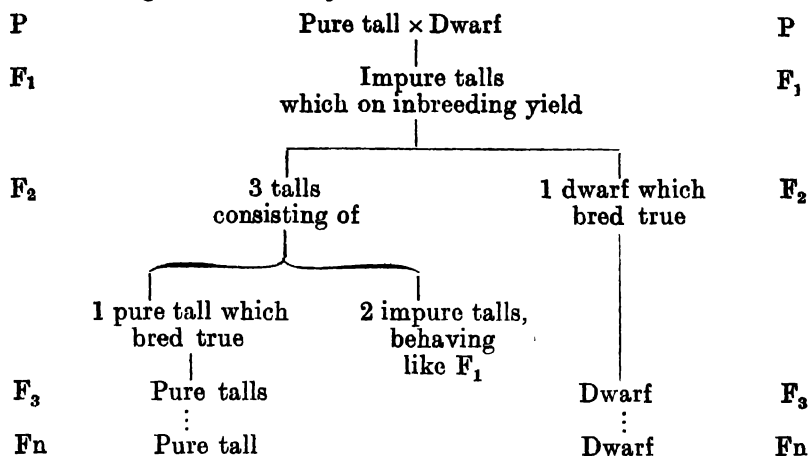 P Pure tall × Dwarf P
F₁ Impure talls F₁
which on inbreeding yield
F₂ 3 talls 1 dwarf which F₂
consisting of bred true
1 pure tall which 2 impure talls,
bred true behaving
like F₁
F₃ Pure talls Dwarf F₃
Fn Pure tall Dwarf Fn